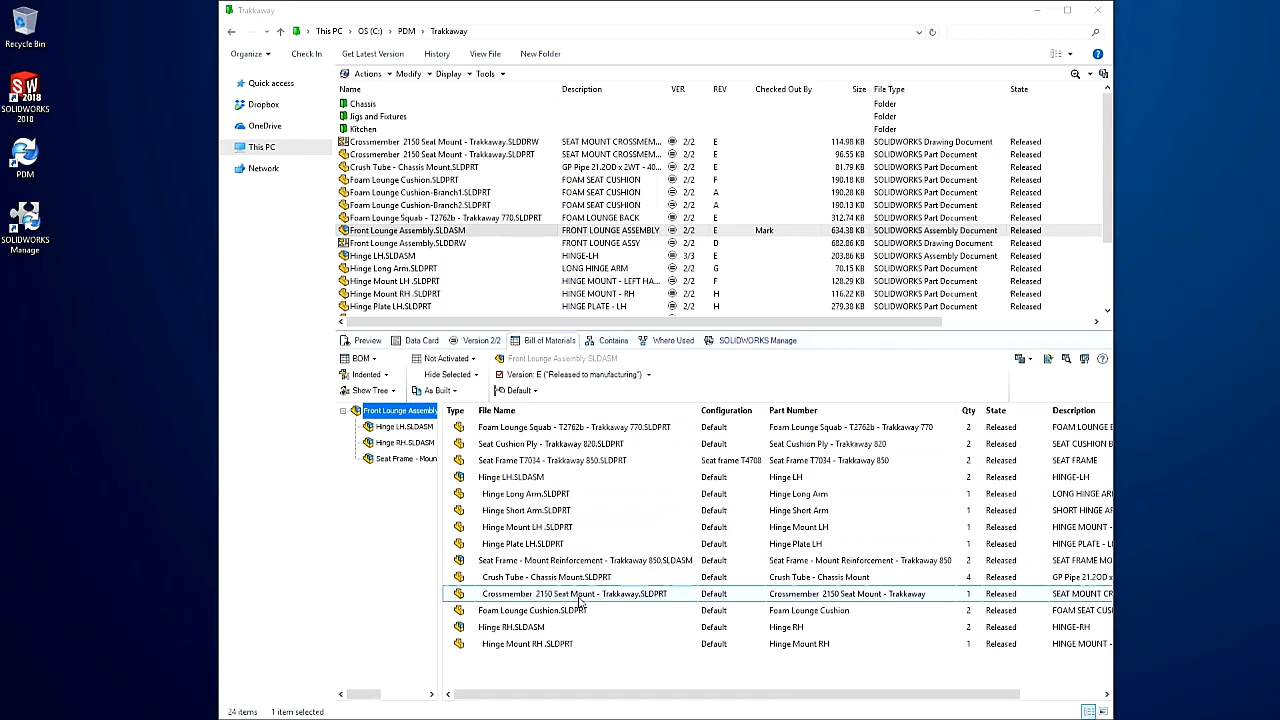 Recycle Bin
SOLIDWORKS
2018
PDM
SOLIDWORKS
Manage
Trakkaway
This PC > OS (C:) > PDM > Trakkaway
Organize Check In Get Latest Version History View File New Folder
Quick access
Dropbox
OneDrive
This PC
Network
Actions Modify Display Tools
Name Description VER REV Checked Out By Size File Type State
Chassis Folder
Jigs and Fixtures Folder
Kitchen Folder
Crossmember 2150 Seat Mount - Trakkaway.SLDDRW SEAT MOUNT CROSSMEM... 2/2 E 114.98 KB SOLIDWORKS Drawing Document Released
Crossmember 2150 Seat Mount - Trakkaway.SLDPRT SEAT MOUNT CROSSMEM... 2/2 E 96.55 KB SOLIDWORKS Part Document Released
Crush Tube - Chassis Mount.SLDPRT GP Pipe 21.2OD x 2WT - 40... 2/2 E 81.79 KB SOLIDWORKS Part Document Released
Foam Lounge Cushion.SLDPRT FOAM SEAT CUSHION 2/2 F 190.18 KB SOLIDWORKS Part Document Released
Foam Lounge Cushion-Branch1.SLDPRT FOAM SEAT CUSHION 2/2 A 190.28 KB SOLIDWORKS Part Document Released
Foam Lounge Cushion-Branch2.SLDPRT FOAM SEAT CUSHION 2/2 A 190.13 KB SOLIDWORKS Part Document Released
Foam Lounge Squab - T2762b - Trakkaway 770.SLDPRT FOAM LOUNGE BACK 2/2 E 312.74 KB SOLIDWORKS Part Document Released
Front Lounge Assembly.SLDASM FRONT LOUNGE ASSEMBLY 2/2 E Mark 634.38 KB SOLIDWORKS Assembly Document Released
Front Lounge Assembly.SLDDRW FRONT LOUNGE ASSY 2/2 D 682.86 KB SOLIDWORKS Drawing Document Released
Hinge LH.SLDASM HINGE-LH 3/3 E 203.86 KB SOLIDWORKS Assembly Document Released
Hinge Long Arm.SLDPRT LONG HINGE ARM 2/2 G 70.15 KB SOLIDWORKS Part Document Released
Hinge Mount LH .SLDPRT HINGE MOUNT - LEFT HA... 2/2 F 128.29 KB SOLIDWORKS Part Document Released
Hinge Mount RH .SLDPRT HINGE MOUNT - RH 2/2 H 116.22 KB SOLIDWORKS Part Document Released
Hinge Plate LH .SLDPRT HINGE PLATE - LH 2/2 H 279.38 KB SOLIDWORKS Part Document Released
Preview Data Card Version 2/2 Bill of Materials Contains Where Used SOLIDWORKS Manage
BOM Not Activated Front Lounge Assembly SLDASM
Indented Hide Selected Version: E ("Released to manufacturing")
Show Tree As Built Default
Front Lounge Assembly
Hinge LH.SLDASM
Hinge RH.SLDASM
Seat Frame - Moun
Type File Name Configuration Part Number Qty State Description
Foam Lounge Squab - T2762b - Trakkaway 770.SLDPRT Default Foam Lounge Squab - T2762b - Trakkaway 770 2 Released FOAM LOUNGE B
Seat Cushion Ply - Trakkaway 820.SLDPRT Default Seat Cushion Ply - Trakkaway 820 2 Released SEAT CUSHION B
Seat Frame T7034 - Trakkaway 850.SLDPRT Seat frame T4708 Seat Frame T7034 - Trakkaway 850 2 Released SEAT FRAME
Hinge LH.SLDASM Default Hinge LH 2 Released HINGE-LH
Hinge Long Arm.SLDPRT Default Hinge Long Arm 1 Released LONG HINGE AR
Hinge Short Arm.SLDPRT Default Hinge Short Arm 1 Released SHORT HINGE AR
Hinge Mount LH .SLDPRT Default Hinge Mount LH 1 Released HINGE MOUNT -
Hinge Plate LH .SLDPRT Default Hinge Plate LH 1 Released HINGE PLATE - L
Seat Frame - Mount Reinforcement - Trakkaway 850.SLDASM Default Seat Frame - Mount Reinforcement - Trakkaway 850 2 Released SEAT FRAME MO
Crush Tube - Chassis Mount.SLDPRT Default Crush Tube - Chassis Mount 4 Released GP Pipe 21.2OD x
Crossmember 2150 Seat Mount - Trakkaway.SLDPRT Default Crossmember 2150 Seat Mount - Trakkaway 1 Released SEAT MOUNT CR
Foam Lounge Cushion.SLDPRT Default Foam Lounge Cushion 2 Released FOAM SEAT CUS
Hinge RH.SLDASM Default Hinge RH 2 Released HINGE-RH
Hinge Mount RH .SLDPRT Default Hinge Mount RH 1 Released HINGE MOUNT -
24 items 1 item selected